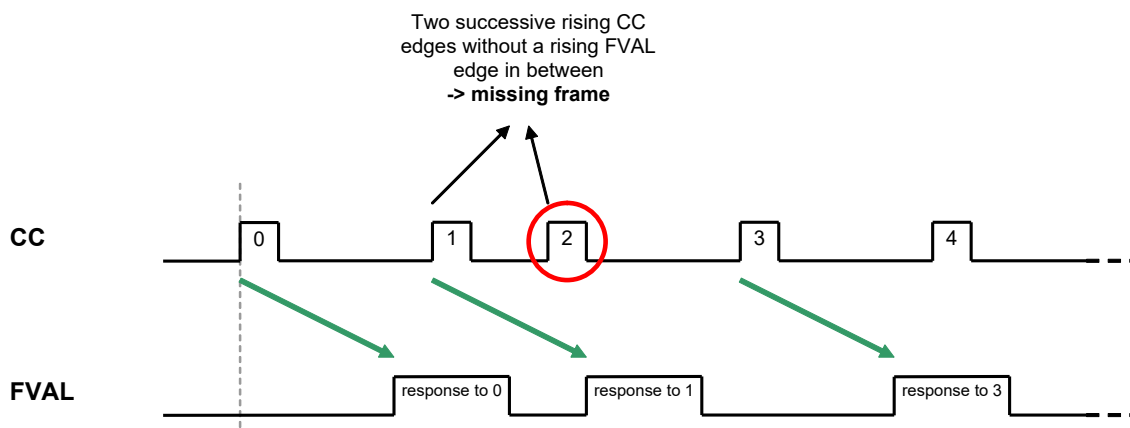 Two successive rising CC
edges without a rising FVAL
edge in between
-> missing frame
CC
0
1
2
3
4
FVAL
response to 0
response to 1
response to 3